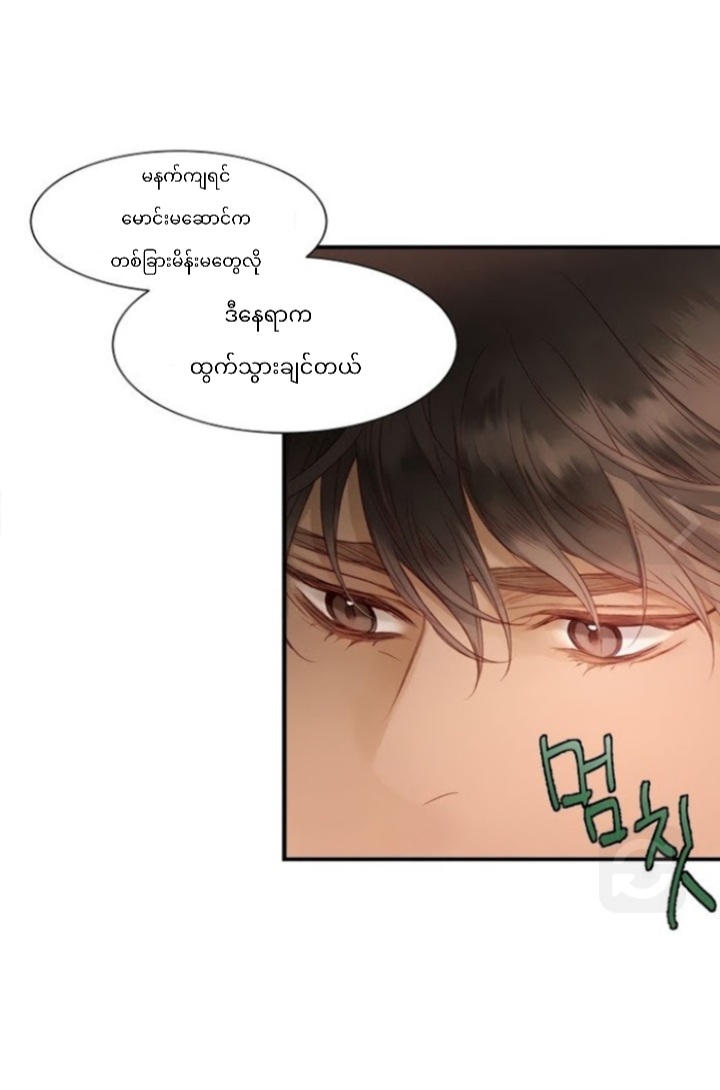 မနက်ကျရင်
မောင်းမဆောင်က
တစ်ခြားမိန်းမတွေလို
ဒီနေရာက
ထွက်သွားချင်တယ်
멈칫